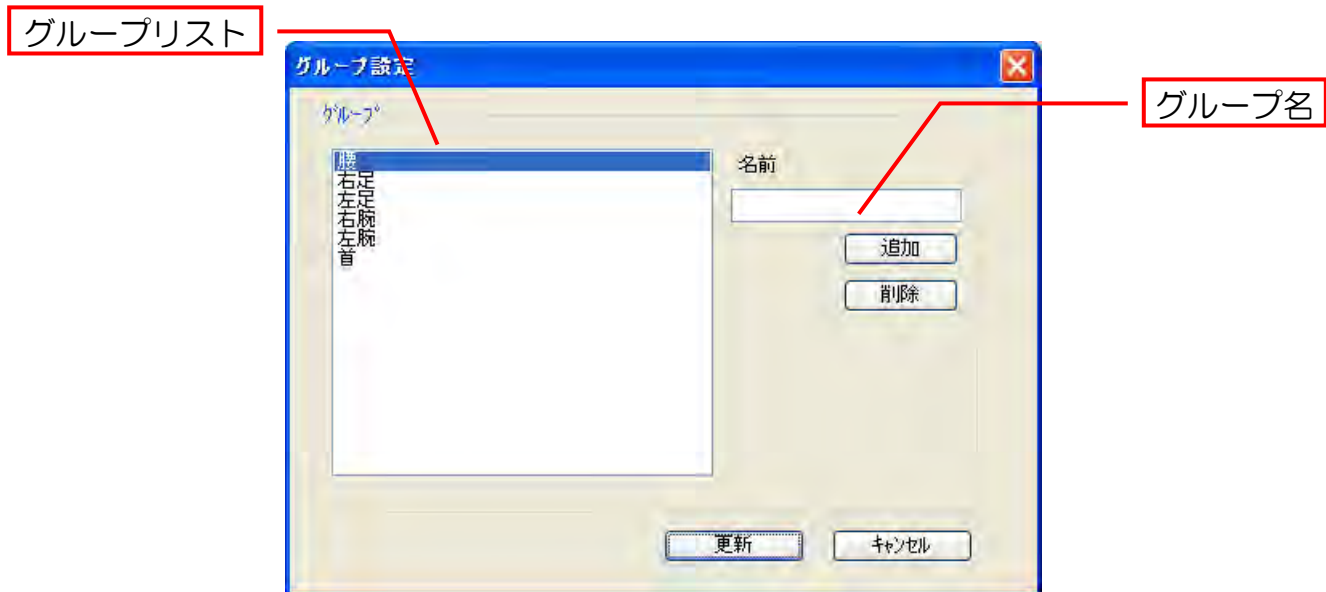 グループリスト
グループ設定
グループ名
ｸﾞﾙｰﾌﾟ
腰
右足
左足
右腕
左腕
首
名前
追加
削除
更新
ｷｬﾝｾﾙ